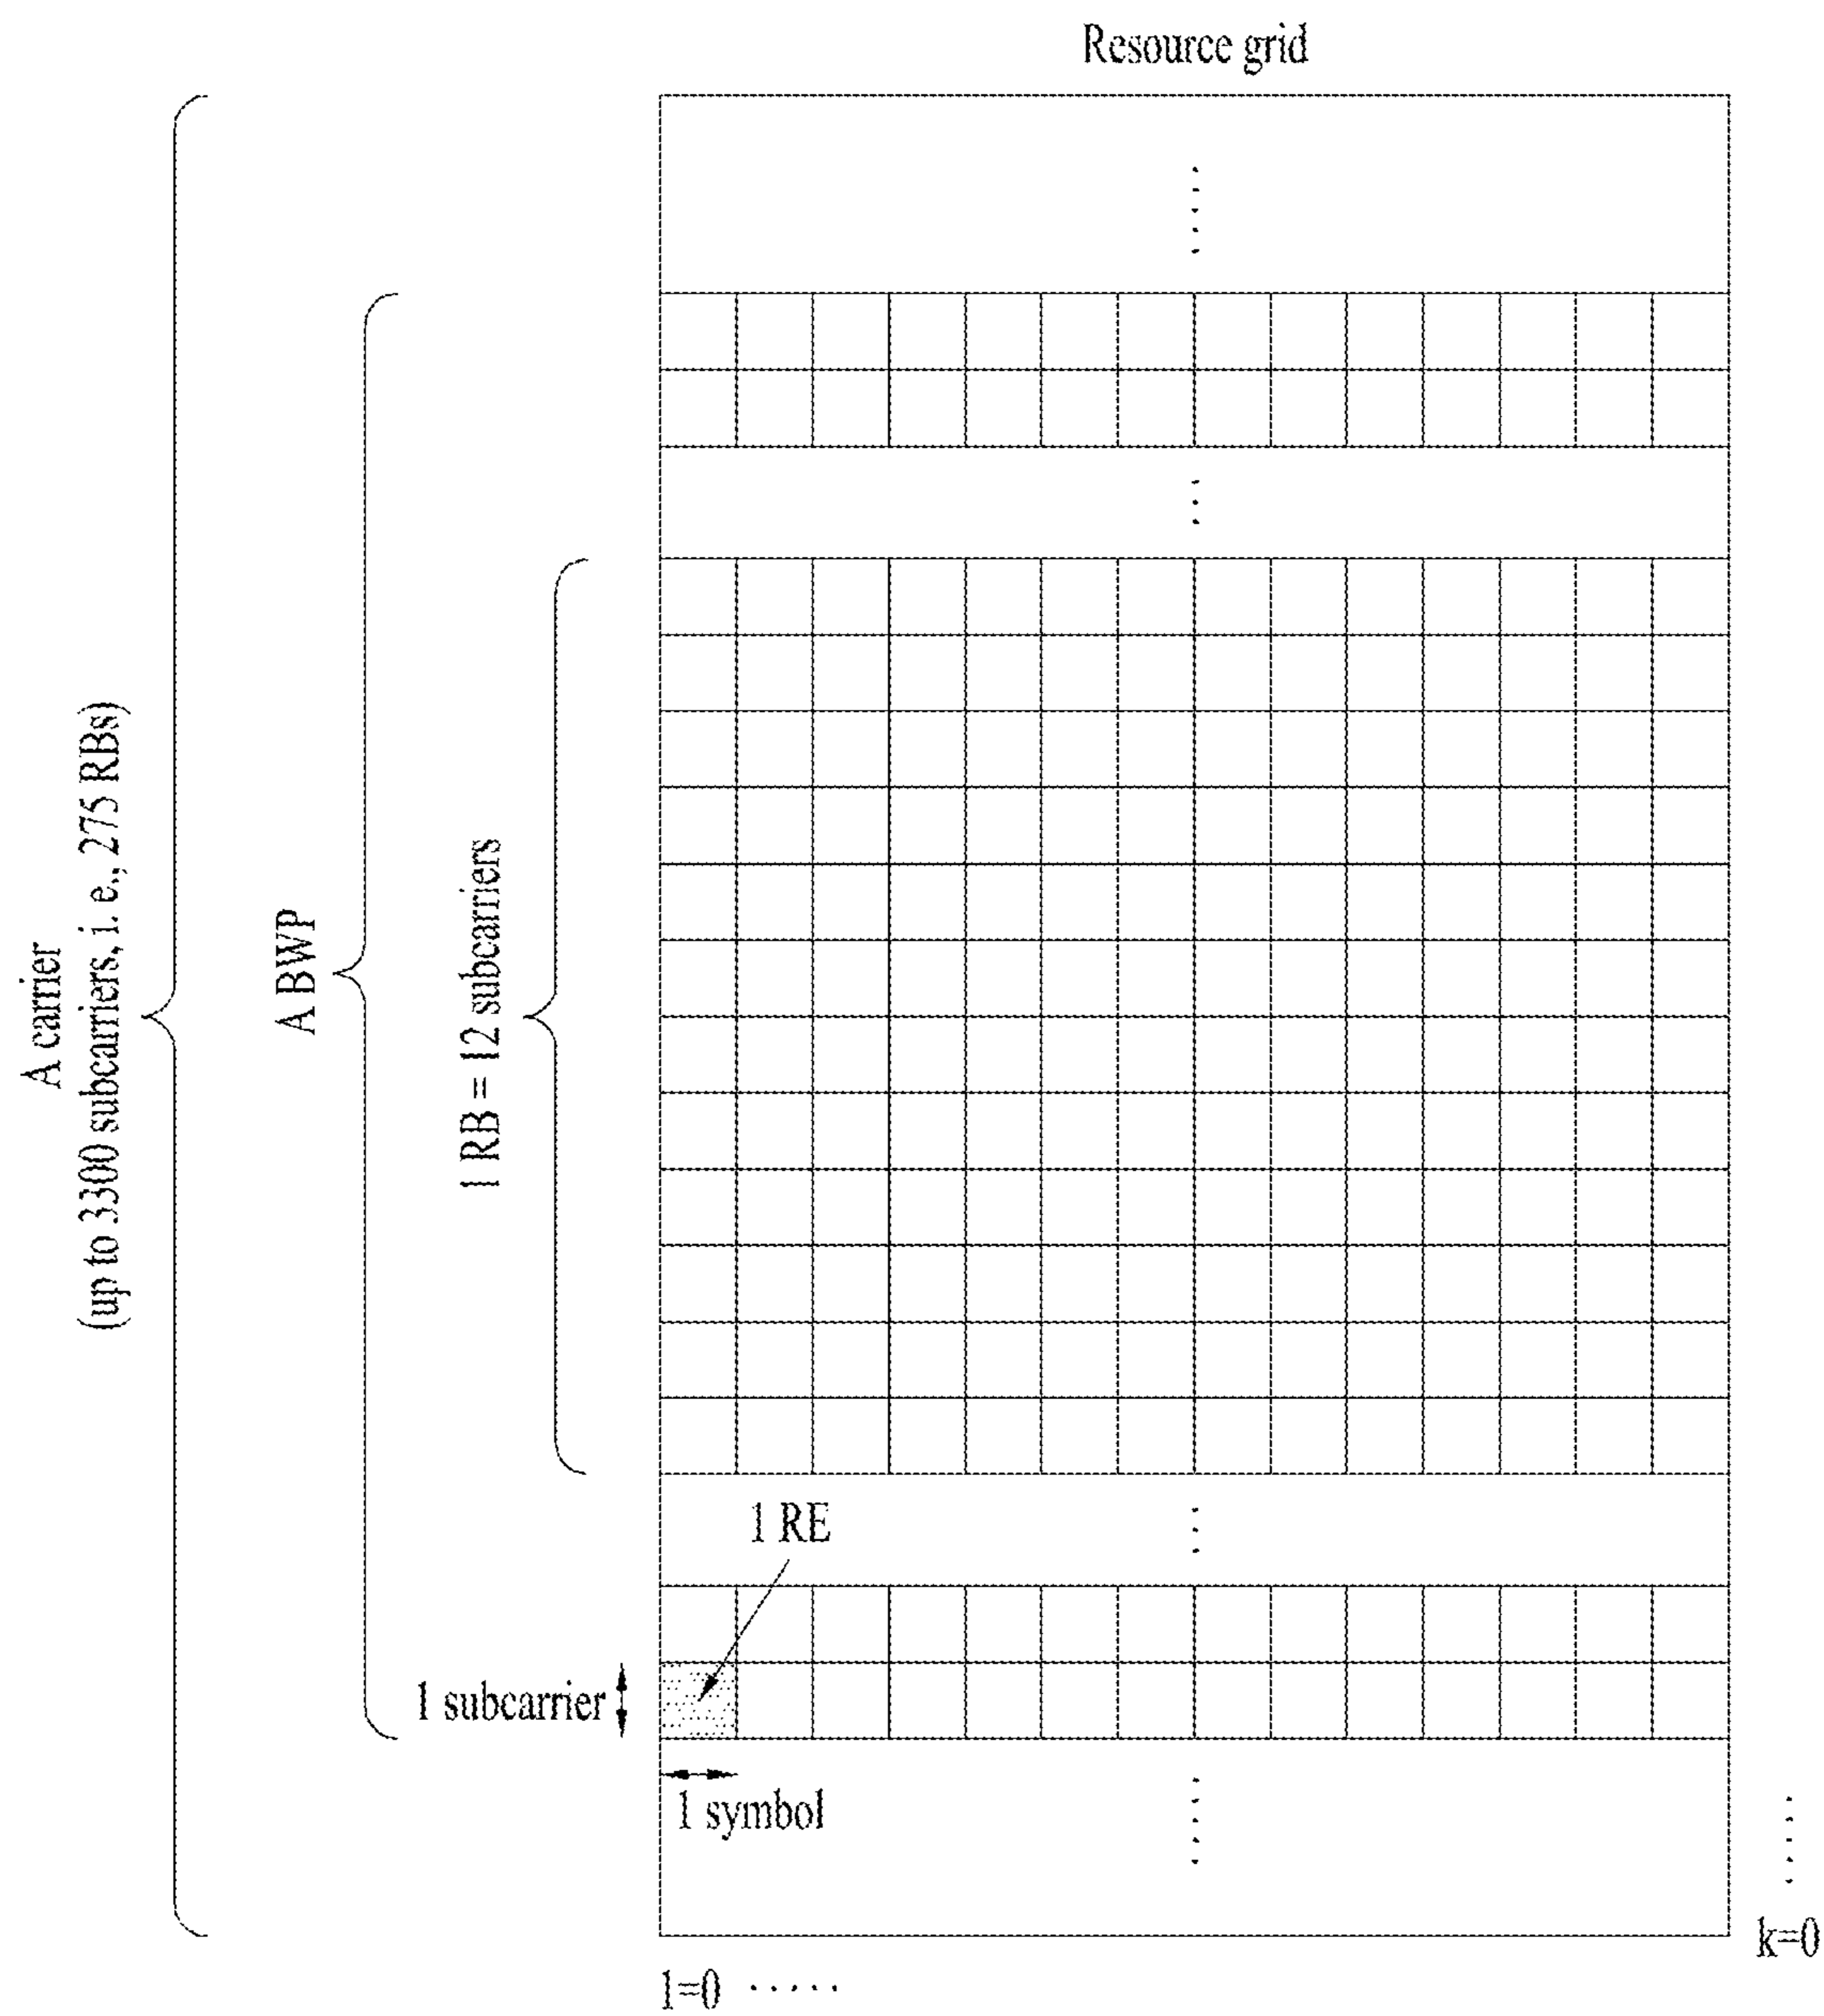 Resource grid
A carrier
(up to 3300 subcarriers, i. e., 275 RBs)
A BWP
1 RB = 12 subcarriers
1 RE
1 subcarrier
1 symbol
k=0
l=0 .....